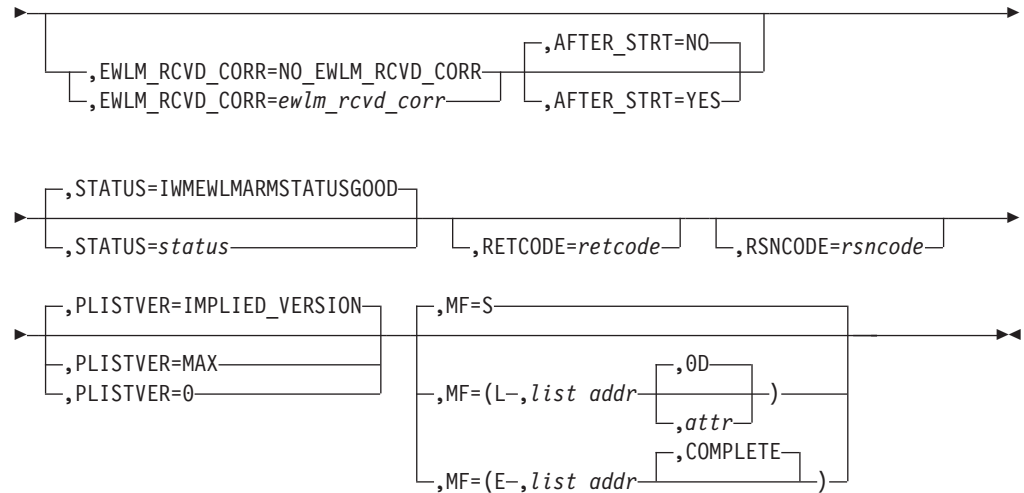 ,AFTER_STRT=NO
,EWLM_RCVD_CORR=NO_EWLM_RCVD_CORR
,EWLM_RCVD_CORR=ewlm_rcvd_corr
,AFTER_STRT=YES
,STATUS=IWMEWLMARMSTATUSGOOD
,STATUS=status
,RETCODE=retcode
,RSNCODE=rsncode
,PLISTVER=IMPLIED_VERSION
,MF=S
,PLISTVER=MAX
,PLISTVER=0
,0D
,MF=(L ,list addr )
,attr
,COMPLETE
,MF=(E ,list addr )